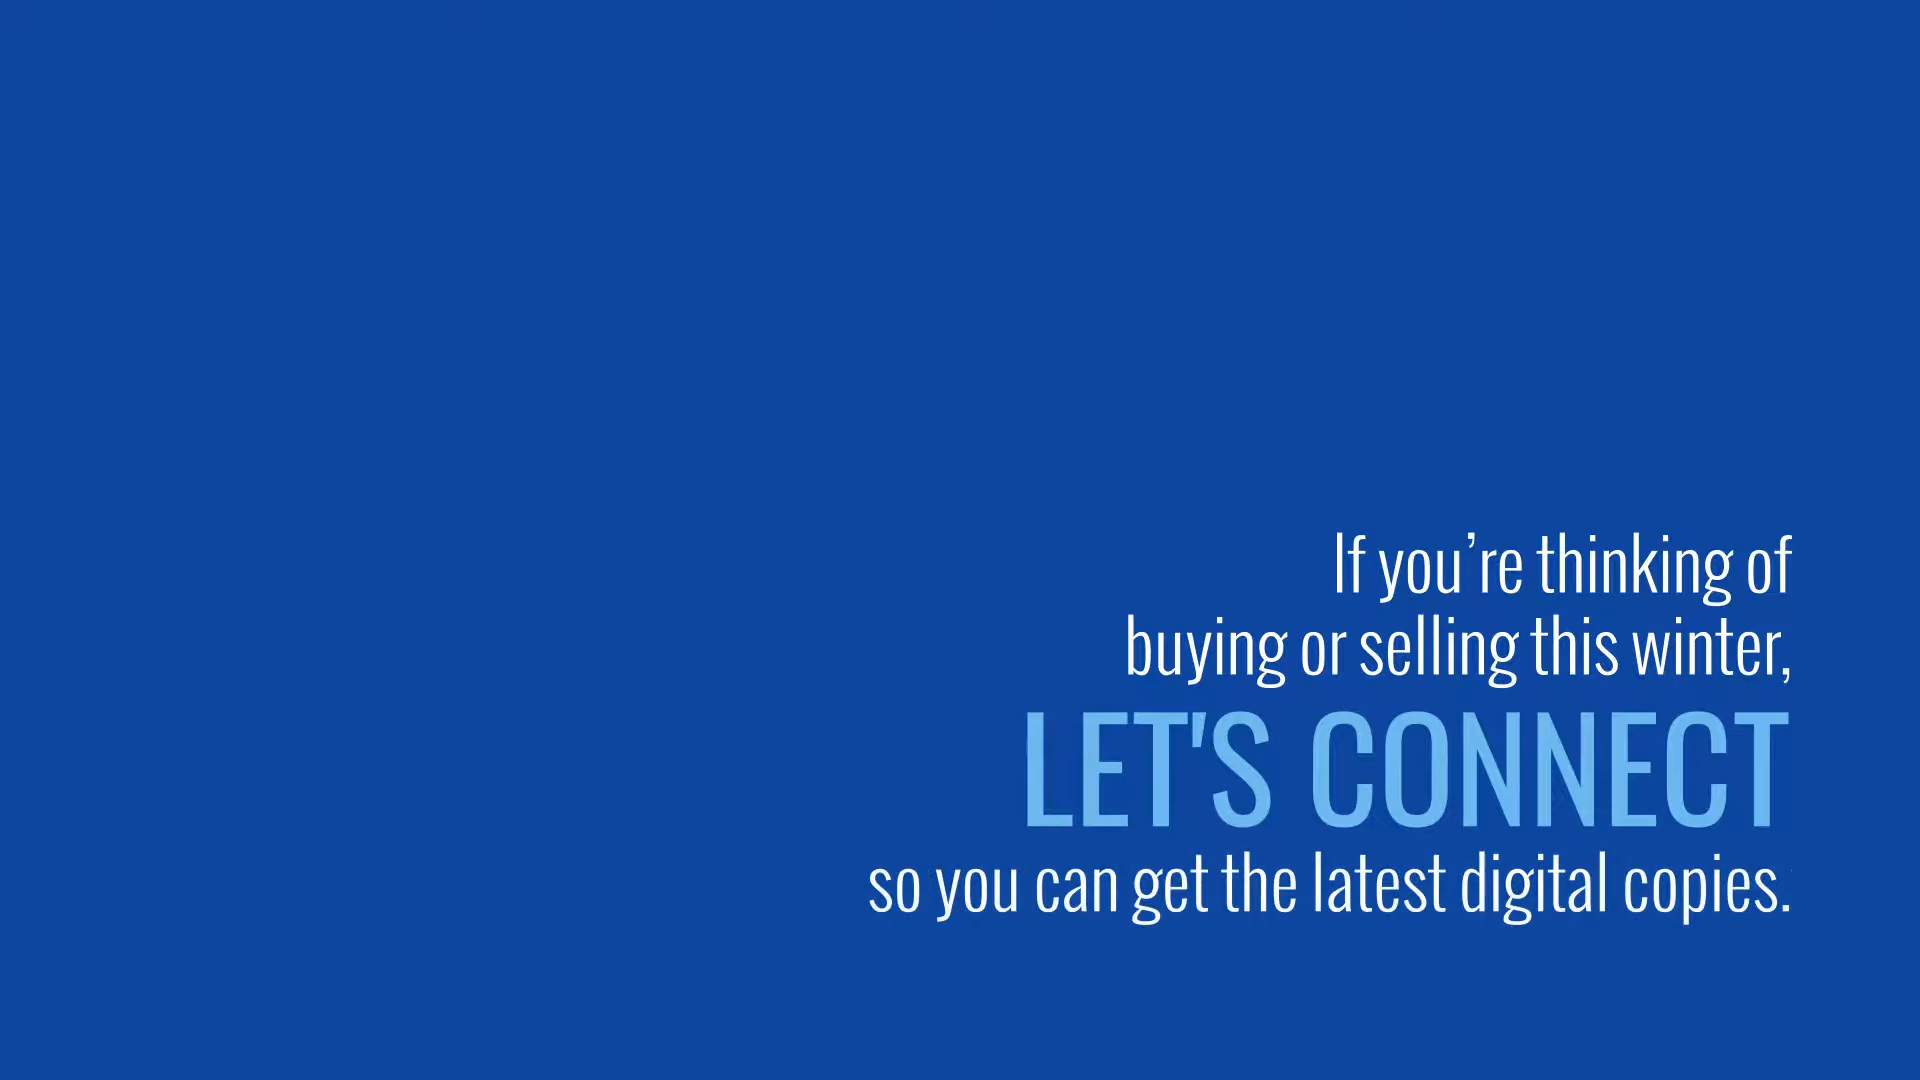 If you’re thinking of
buying or selling this winter,
LET'S CONNECT
so you can get the latest digital copies.